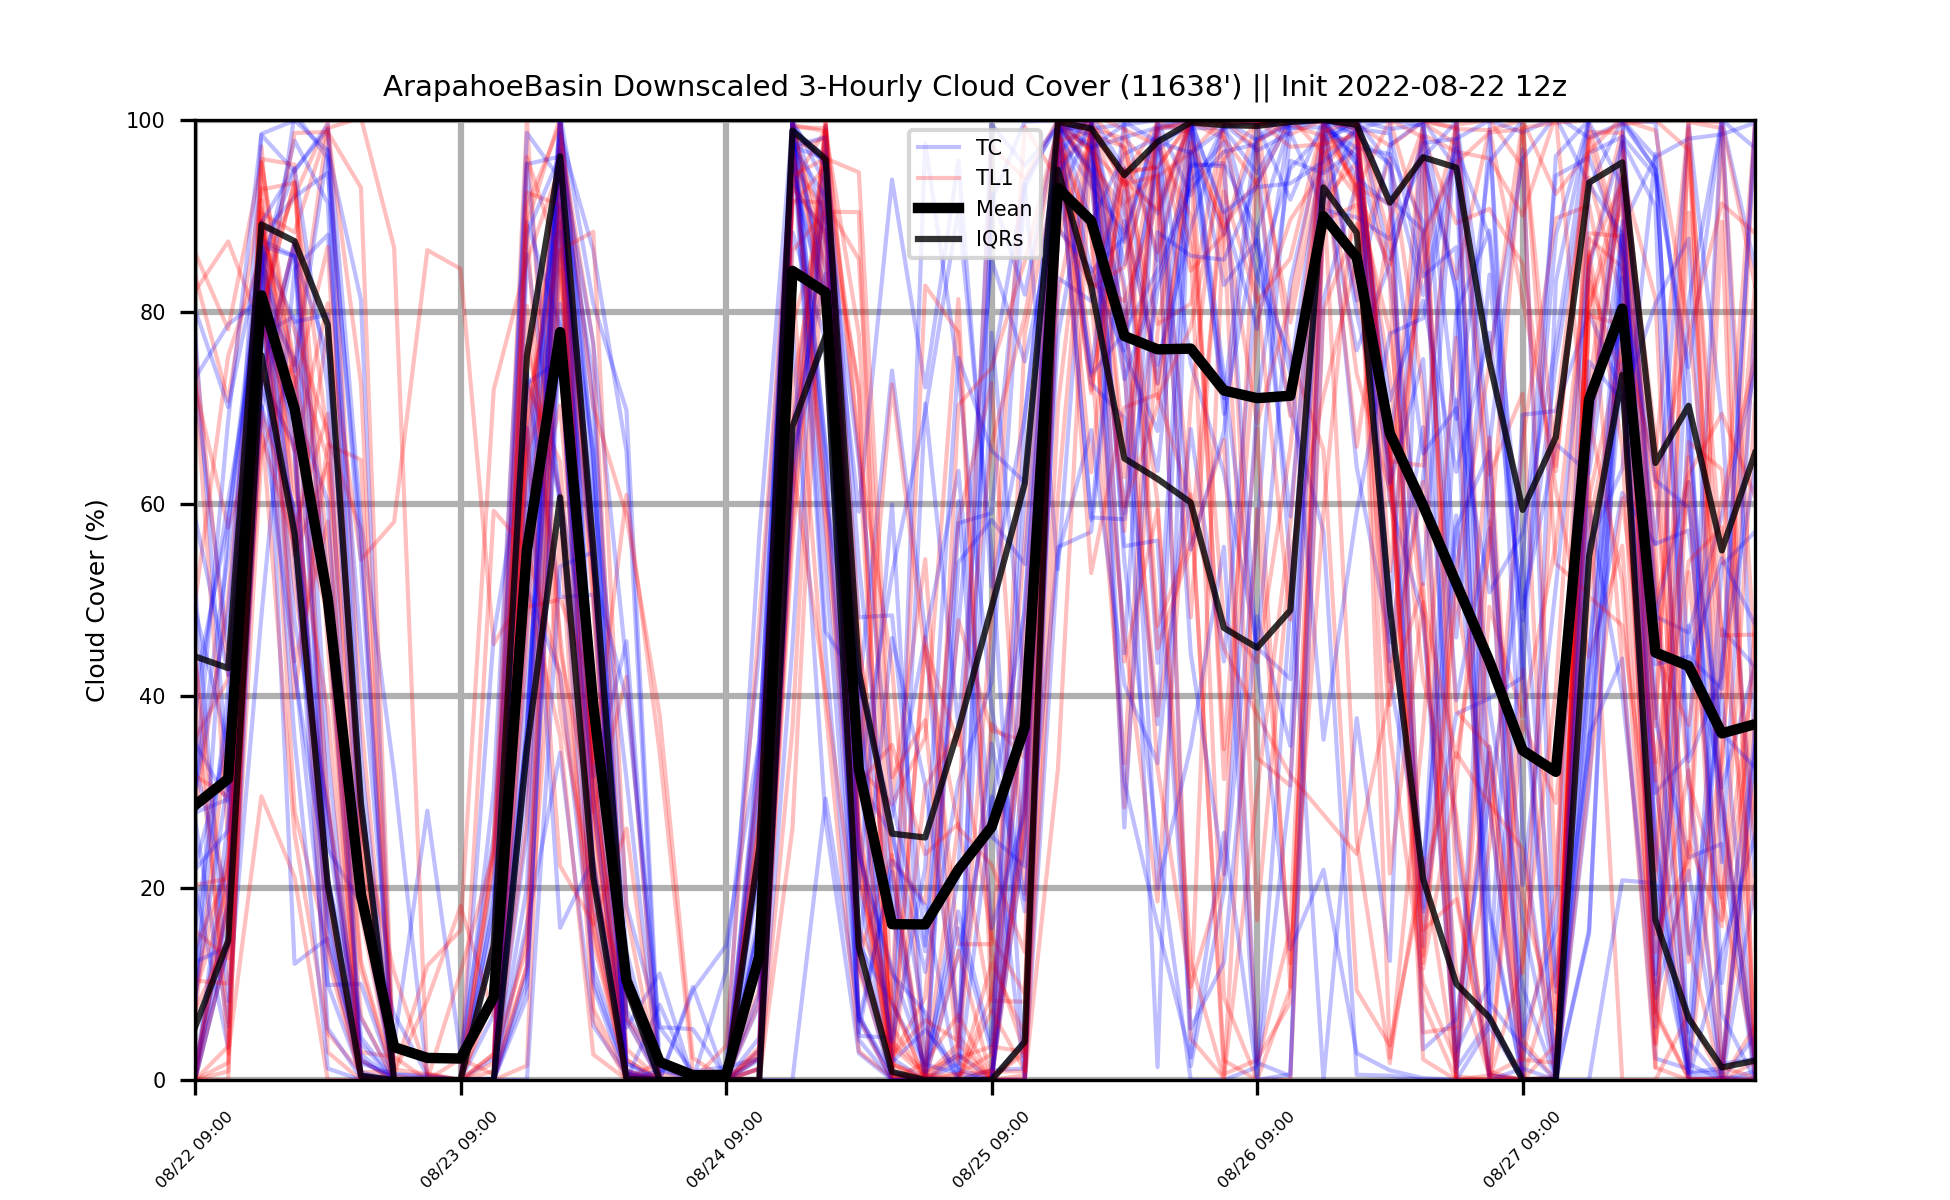 ArapahoeBasin Downscaled 3-Hourly Cloud Cover (11638') || Init 2022-08-22 12z
100
80
60
40
20
0
Cloud Cover (%)
TC
TL1
Mean
IQRs
08/22 09:00
08/23 09:00
08/24 09:00
08/25 09:00
08/26 09:00
08/27 09:00